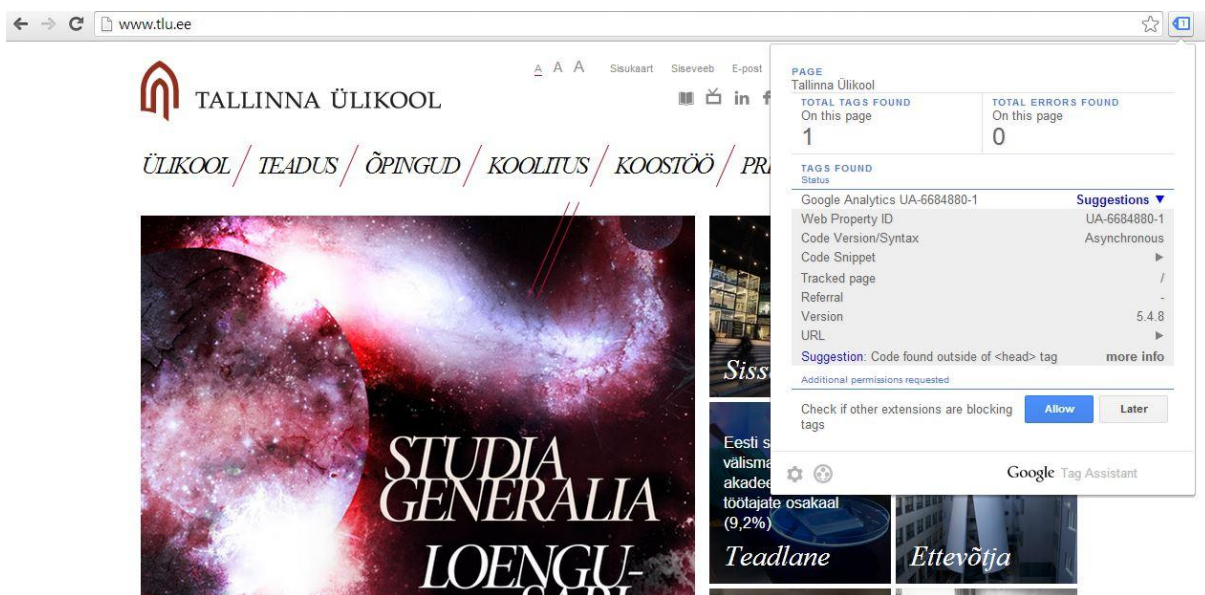 www.tlu.ee
1
A A A Sisukaart Siseveeb E-post
TALLINNA ÜLIKOOL
in f
ÜLIKOOL / TEADUS / ÕPINGUD / KOOLITUS / KOOSTÖÖ /
STUDIA
GENERALIA
LOENGU-
Eesti
akadee
töötajate osakaal
(9,2%)
Teadlane
Ettevõtja
PAGE
Tallinna Ülikool
TOTAL TAGS FOUND
On this page
1
TOTAL ERRORS FOUND
On this page
0
TAGS FOUND
Status
Google Analytics UA-6684880-1 Suggestions ▼
Web Property ID UA-6684880-1
Code Version/Syntax Asynchronous
Code Snippet ▶
Tracked page /
Referral -
Version 5.4.8
URL ▶
Suggestion: Code found outside of <head> tag more info
Additional permissions requested
Check if other extensions are blocking
tags
Allow Later
Google Tag Assistant